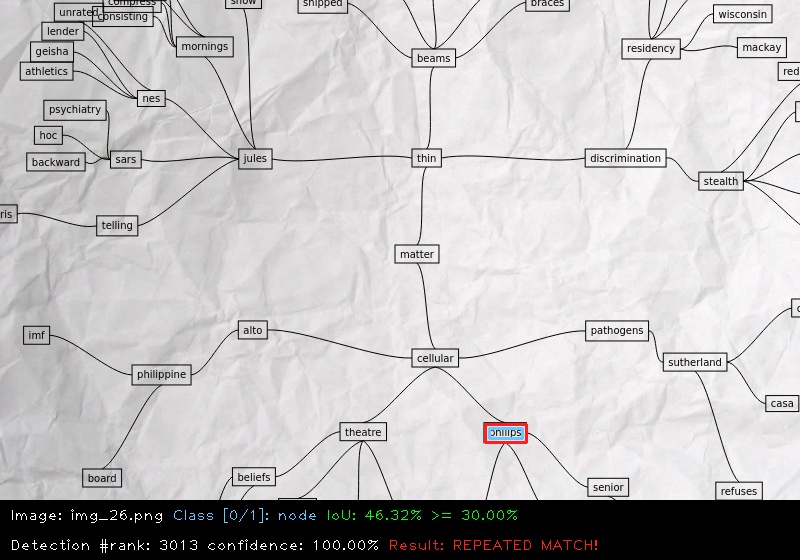 shipped
show
braces
compress
unrated
consisting
wisconsin
lender
mornings
residency
mackay
geisha
beams
athletics
nes
psychiatry
hoc
sars
jules
thin
discrimination
backward
stealth
telling
matter
imf
alto
pathogens
philippine
cellular
sutherland
casa
theatre
philips
board
beliefs
senior
refuses
Image: img_26.png Class [0/1]: node IoU: 46.32% >= 30.00%
Detection #rank: 3013 confidence: 100.00% Result: REPEATED MATCH!